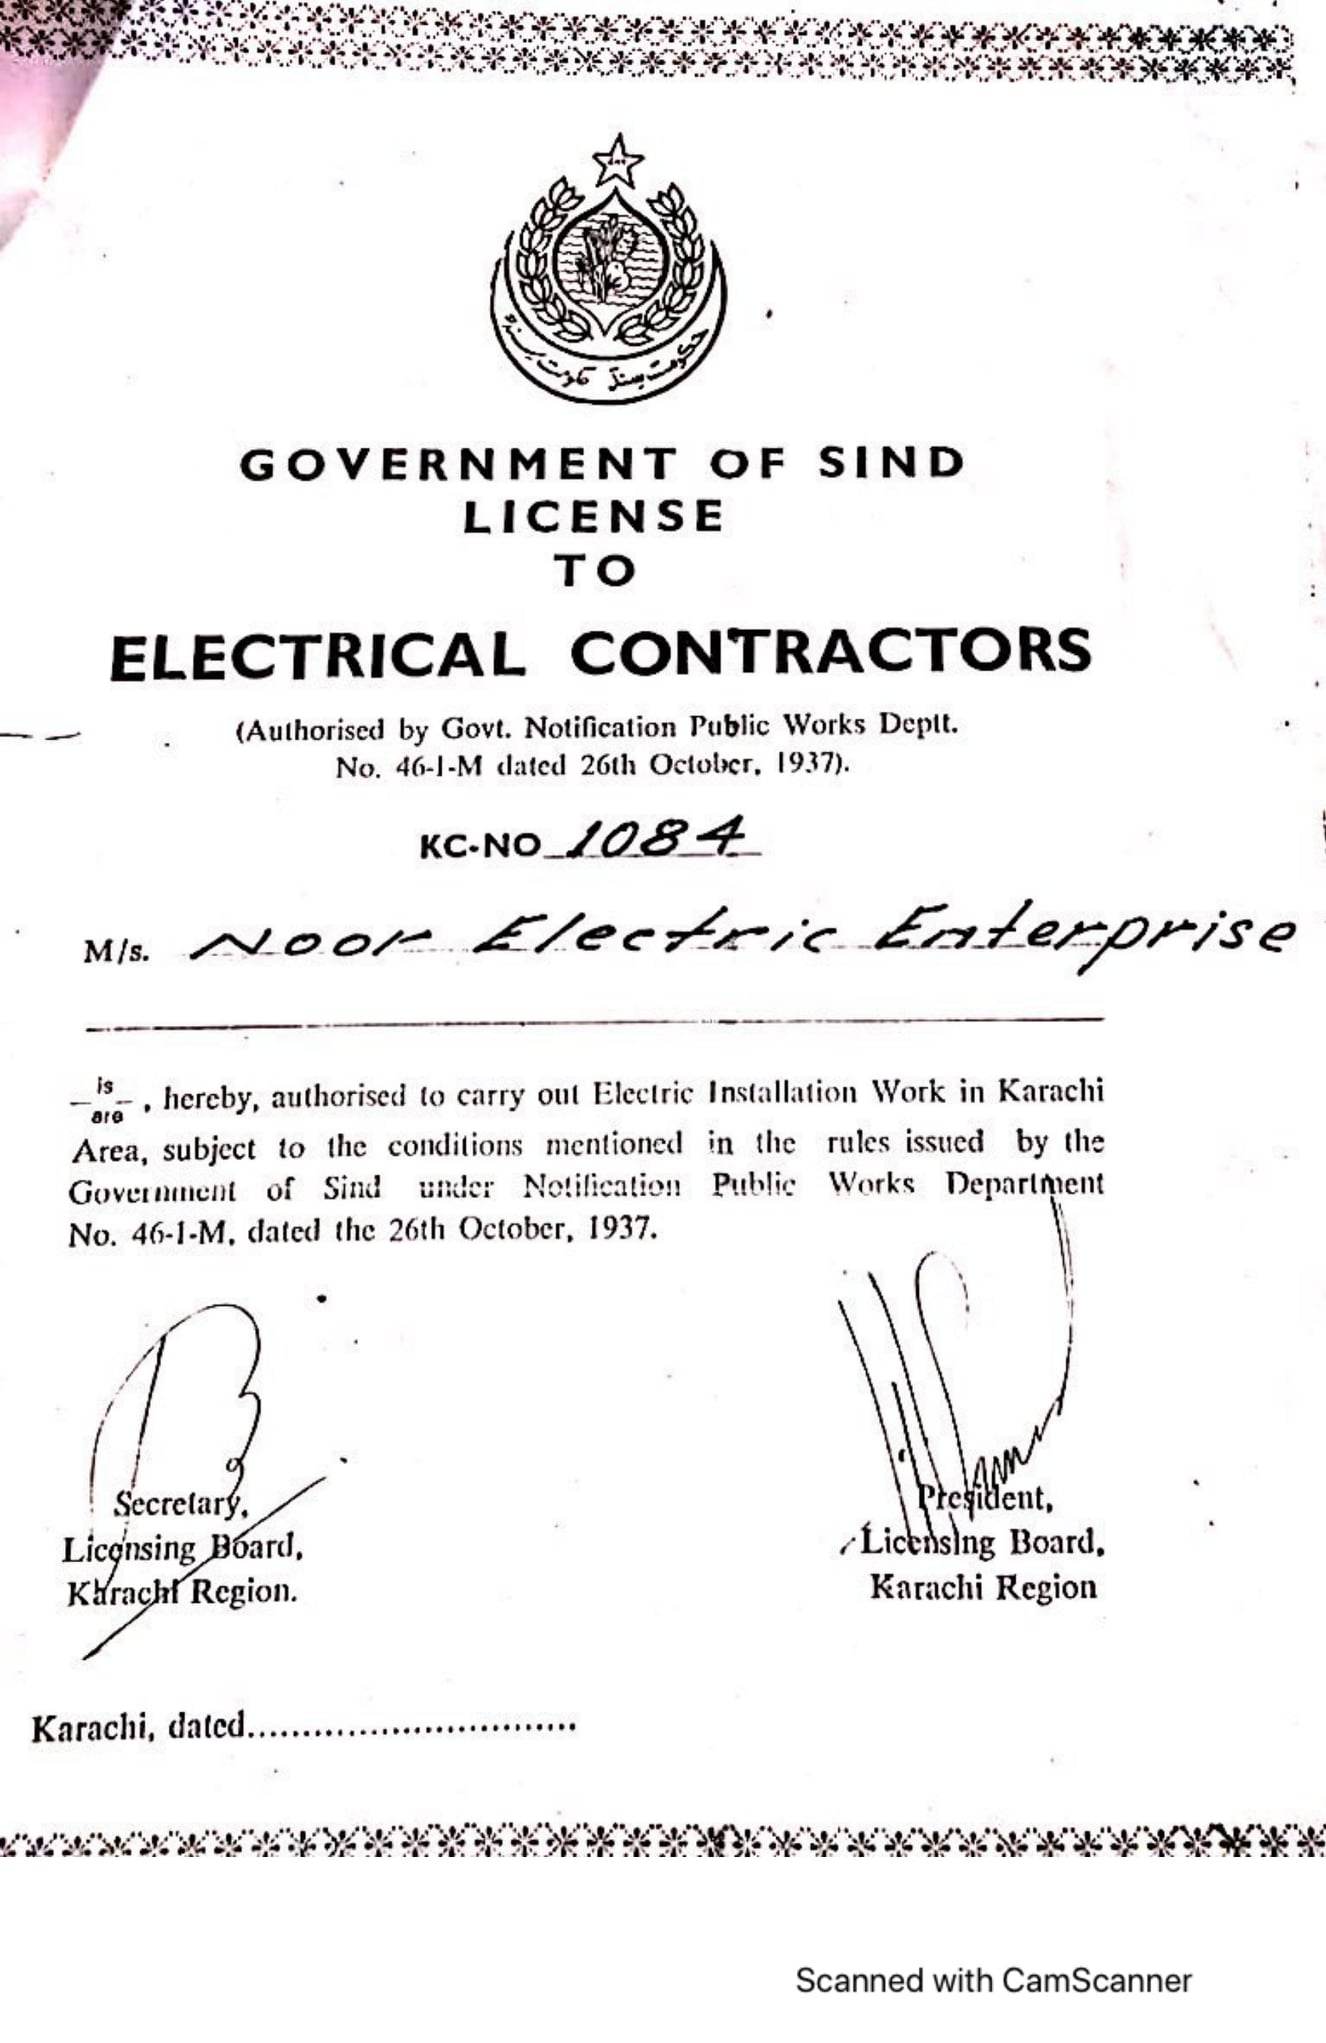 حکومت سنڌ حکومت سندھ
GOVERNMENT OF SIND
LICENSE
TO
ELECTRICAL CONTRACTORS
(Authorised by Govt. Notification Public Works Deptt.
No. 46-1-M dated 26th October, 1937).
KC-NO 1084
M/s. Noor Electric Enterprise
is
are , hereby, authorised to carry out Electric Installation Work in Karachi
Area, subject to the conditions mentioned in the rules issued by the
Government of Sind under Notification Public Works Department
No. 46-1-M, dated the 26th October, 1937.
Secretary,
Licensing Board,
Karachi Region.
President,
Licensing Board,
Karachi Region
Karachi, dated..............................
Scanned with CamScanner